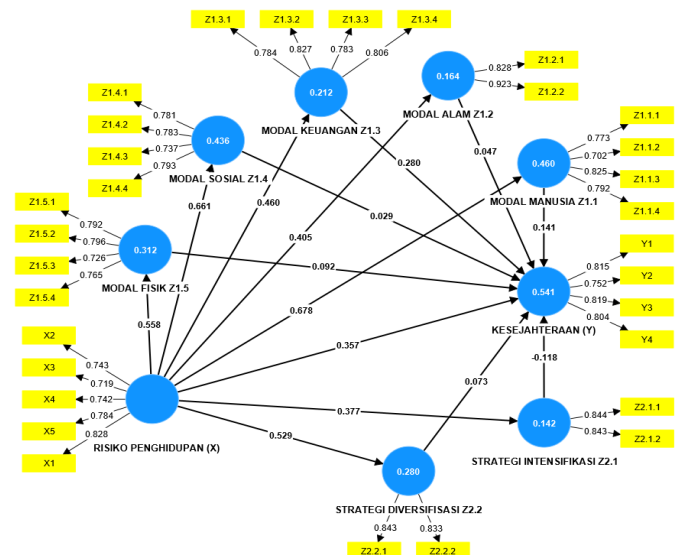 Z1.3.1
Z1.3.2
Z1.3.3
Z1.3.4
0.784
0.827
0.783
0.806
0.212
MODAL KEUANGAN Z1.3
0.164
MODAL ALAM Z1.2
0.828
0.923
Z1.2.1
Z1.2.2
Z1.4.1
Z1.4.2
Z1.4.3
Z1.4.4
0.781
0.783
0.737
0.793
0.436
MODAL SOSIAL Z1.4
0.460
MODAL MANUSIA Z1.1
0.773
0.702
0.825
0.792
Z1.1.1
Z1.1.2
Z1.1.3
Z1.1.4
Z1.5.1
Z1.5.2
Z1.5.3
Z1.5.4
0.792
0.796
0.726
0.765
0.312
MODAL FISIK Z1.5
0.661
0.460
0.405
0.280
0.047
0.029
0.141
0.092
0.558
0.678
0.357
0.541
KESEJAHTERAAN (Y)
0.815
0.752
0.819
0.804
Y1
Y2
Y3
Y4
X2
X3
X4
X5
X1
0.743
0.719
0.742
0.784
0.828
RISIKO PENGHIDUPAN (X)
0.377
0.529
0.073
-0.118
0.142
STRATEGI INTENSIFIKASI Z2.1
0.844
0.843
Z2.1.1
Z2.1.2
0.280
STRATEGI DIVERSIFISASI Z2.2
0.843
0.833
Z2.2.1
Z2.2.2